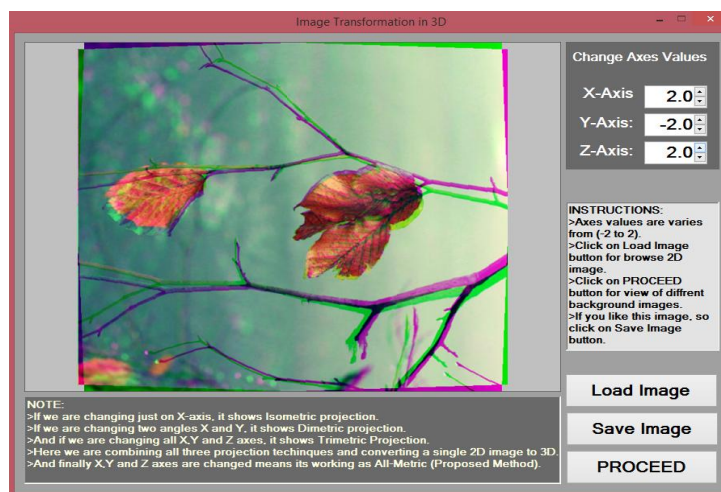 Image Transformation in 3D
Change Axes Values
X-Axis 2.0
Y-Axis: -2.0
Z-Axis: 2.0
INSTRUCTIONS:
>Axes values are varies
from (-2 to 2).
>Click on Load Image
button for browse 2D
image.
>Click on PROCEED
button for view of diffrent
background images.
>If you like this image, so
click on Save Image
button.
Load Image
Save Image
PROCEED
NOTE:
>If we are changing just on X-axis, it shows Isometric projection.
>If we are changing two angles X and Y, it shows Dimetric projection.
>And if we are changing all X,Y and Z axes, it shows Trimetric Projection.
>Here we are combining all three projection techinques and converting a single 2D image to 3D.
>And finally X,Y and Z axes are changed means its working as All-Metric (Proposed Method).